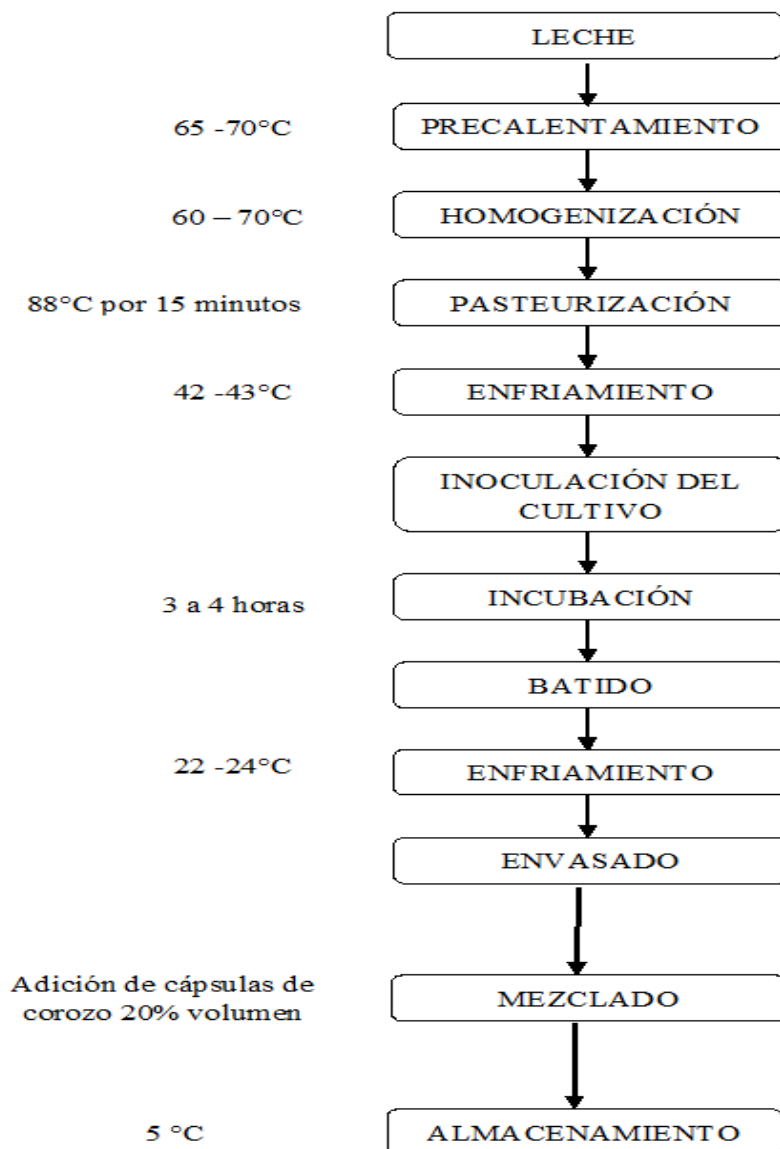 LECHE
65 -70°C
PRECALENTAMIENTO
60 – 70°C
HOMOGENIZACIÓN
88°C por 15 minutos
PASTEURIZACIÓN
42 -43°C
ENFRIAMIENTO
INOCULACIÓN DEL
CULTIVO
3 a 4 horas
INCUBACIÓN
BATIDO
22 -24°C
ENFRIAMIENTO
ENVASADO
Adición de cápsulas de
corozo 20% volumen
MEZCLADO
5 °C
ALMACENAMIENTO